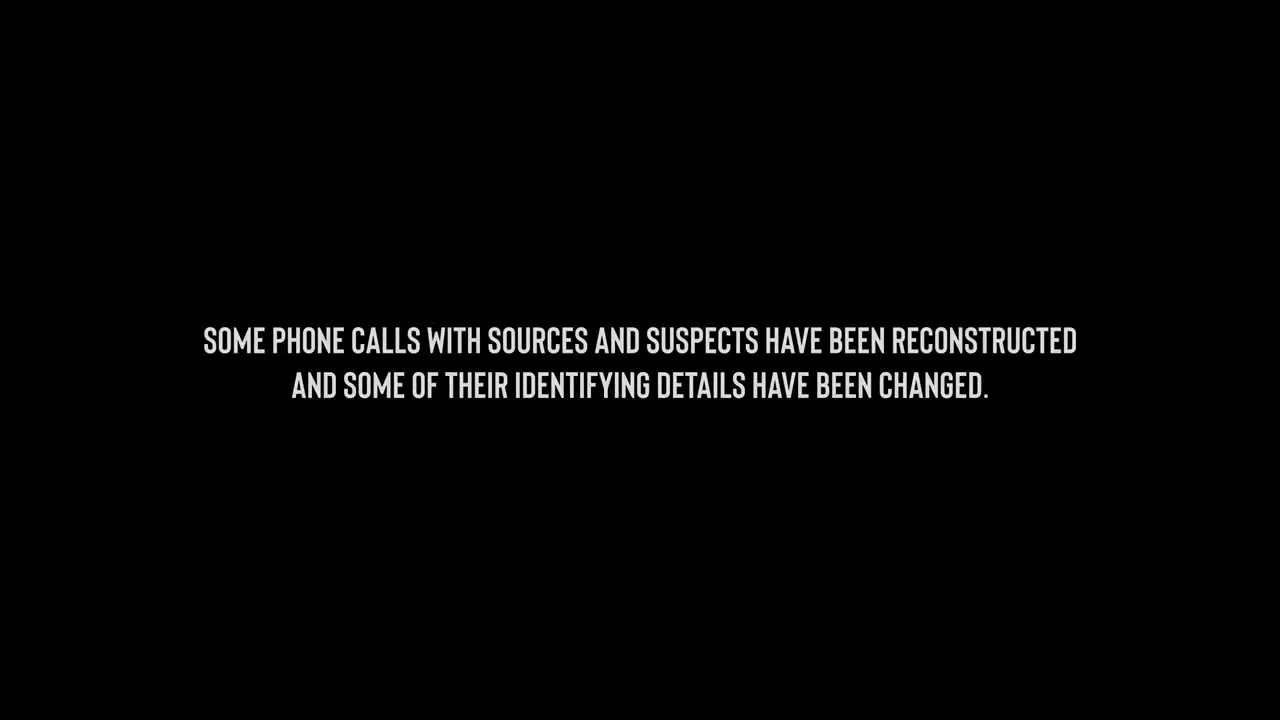 SOME PHONE CALLS WITH SOURCES AND SUSPECTS HAVE BEEN RECONSTRUCTED
AND SOME OF THEIR IDENTIFYING DETAILS HAVE BEEN CHANGED.